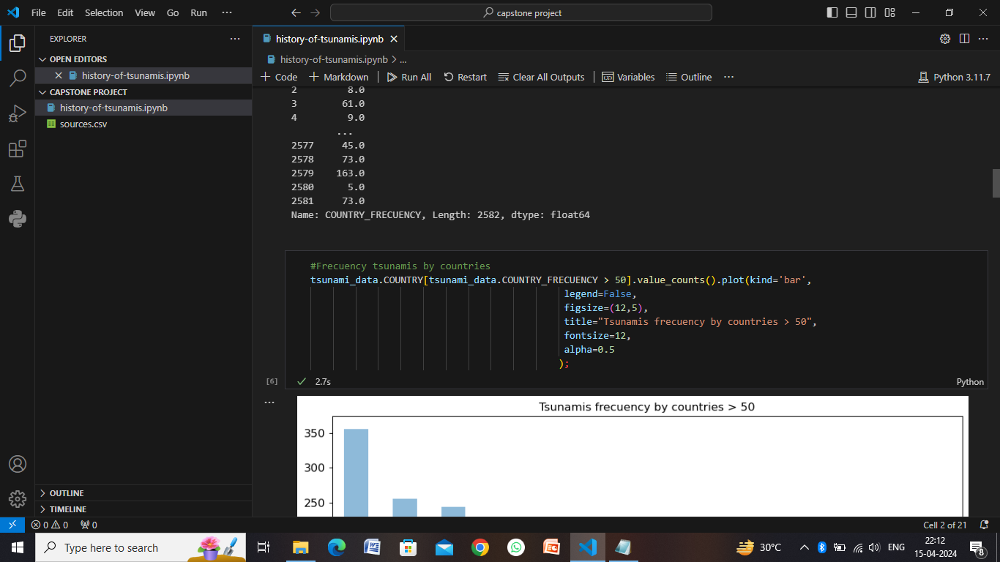 File Edit Selection View Go Run ...
capstone project
EXPLORER ...
OPEN EDITORS
history-of-tsunamis.ipynb
CAPSTONE PROJECT
history-of-tsunamis.ipynb
sources.csv
OUTLINE
TIMELINE
history-of-tsunamis.ipynb
history-of-tsunamis.ipynb > ...
+ Code + Markdown Run All Restart Clear All Outputs Variables Outline ... Python 3.11.7
2 8.0
3 61.0
4 9.0
...
2577 45.0
2578 73.0
2579 163.0
2580 5.0
2581 73.0
Name: COUNTRY_FRECUENCY, Length: 2582, dtype: float64
#Frecuency tsunamis by countries
tsunami_data.COUNTRY[tsunami_data.COUNTRY_FRECUENCY > 50].value_counts().plot(kind='bar',
legend=False,
figsize=(12,5),
title="Tsunamis frecuency by countries > 50",
fontsize=12,
alpha=0.5
);
[6] 2.7s Python
...
Tsunamis frecuency by countries > 50
350
300
250
0 0 0 Cell 2 of 21
Type here to search 30°C ENG 22:12
15-04-2024 8